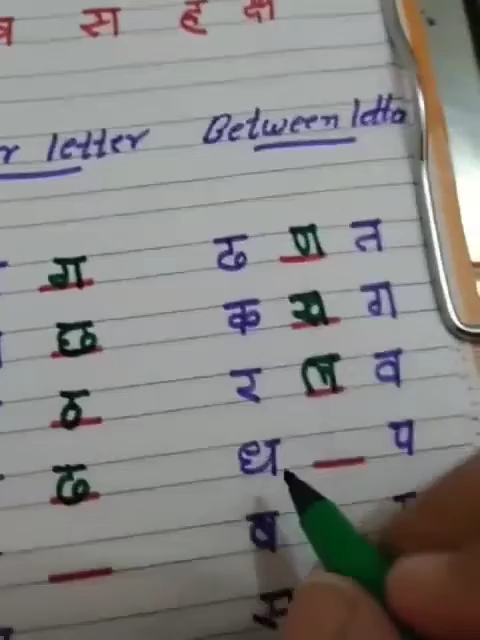 स ह क्ष
letter Between letter
ग ढ ण त
छ क ख ग
ठ र ल व
ढ ध प
ब